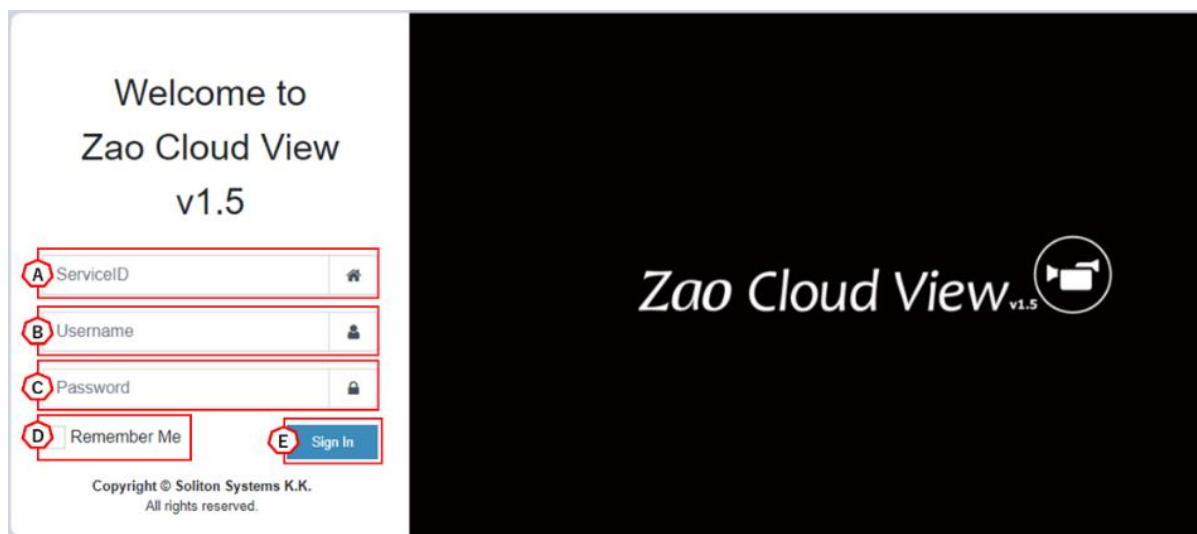 Welcome to
Zao Cloud View
v1.5
A ServiceID
B Username
C Password
D Remember Me
E Sign In
Copyright © Soliton Systems K.K.
All rights reserved.
Zao Cloud View v1.5